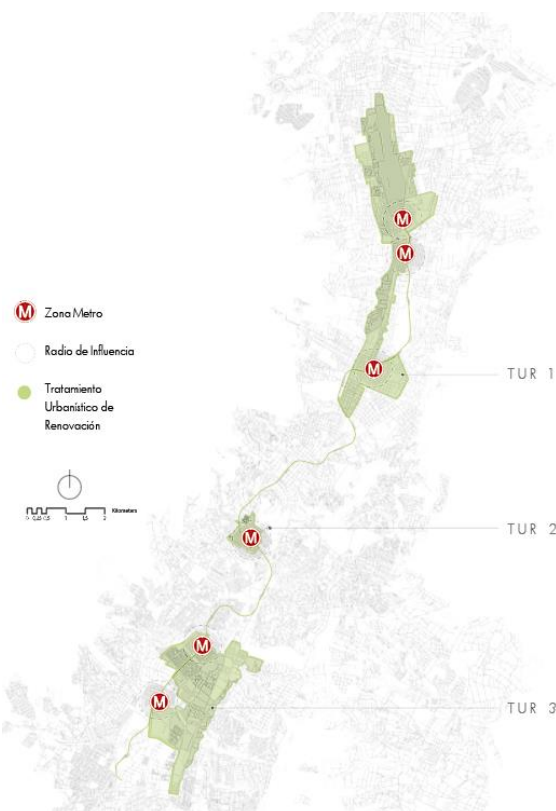 M
M
M
TUR 1
M Zona Metro
Radio de Influencia
Tratamiento
Urbanístico de
Renovación
Kilometers
TUR 2
M
M
M
TUR 3